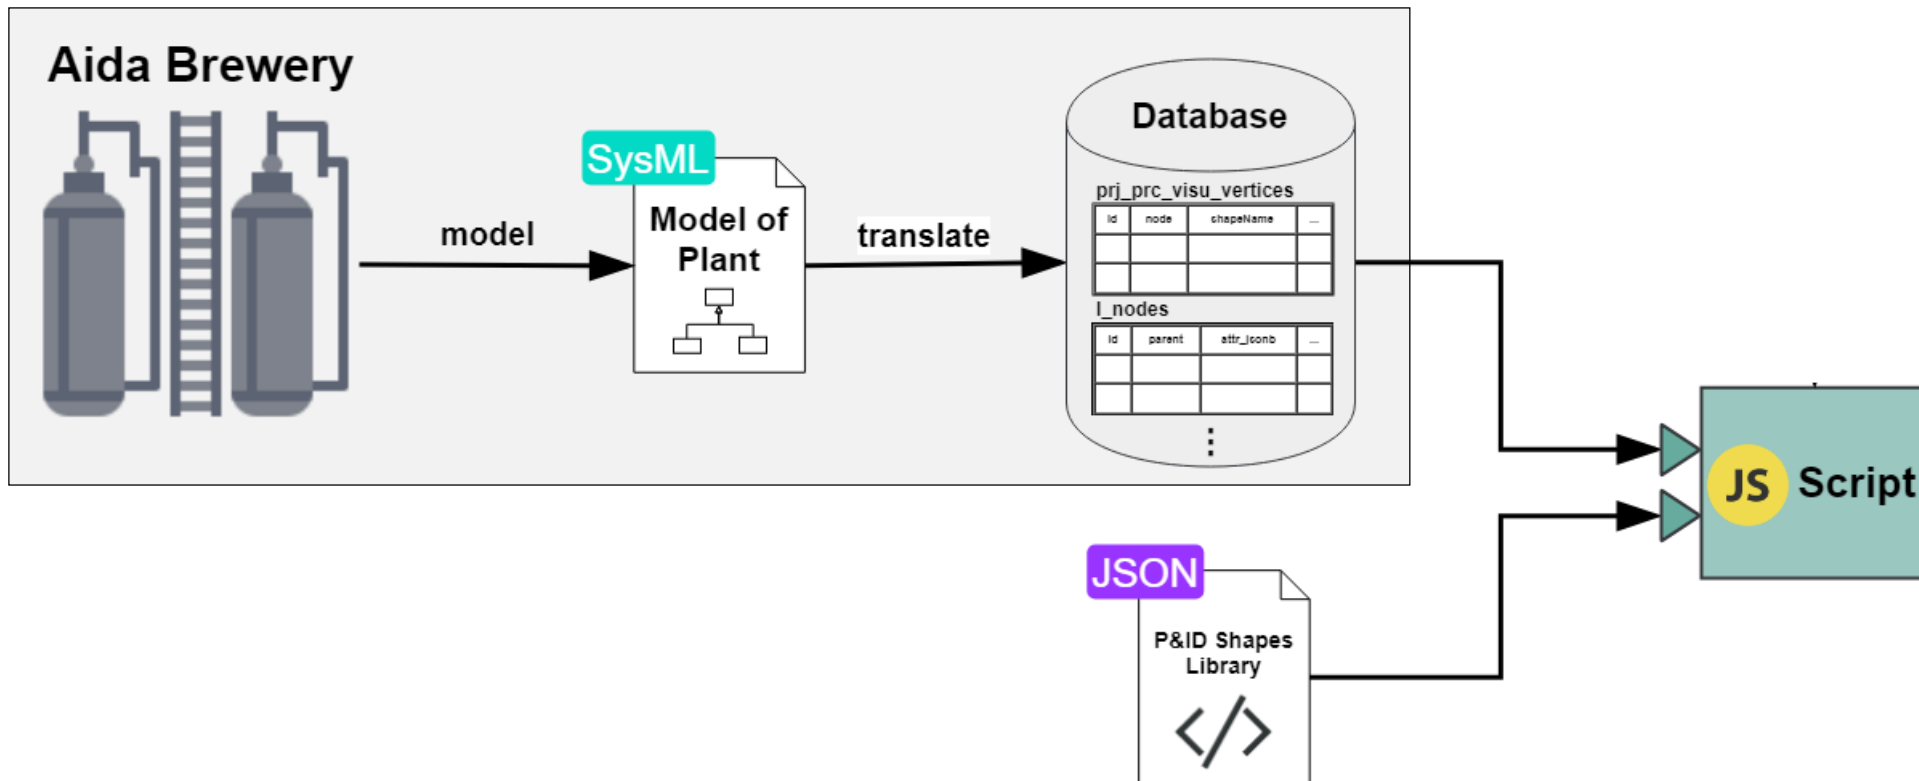 Aida Brewery
model
SysML
Model of
Plant
translate
Database
prj_prc_visu_vertices
id node shapeName ...
l_nodes
id parent attr_jsonb ...
JS Script
JSON
P&ID Shapes
Library
</>